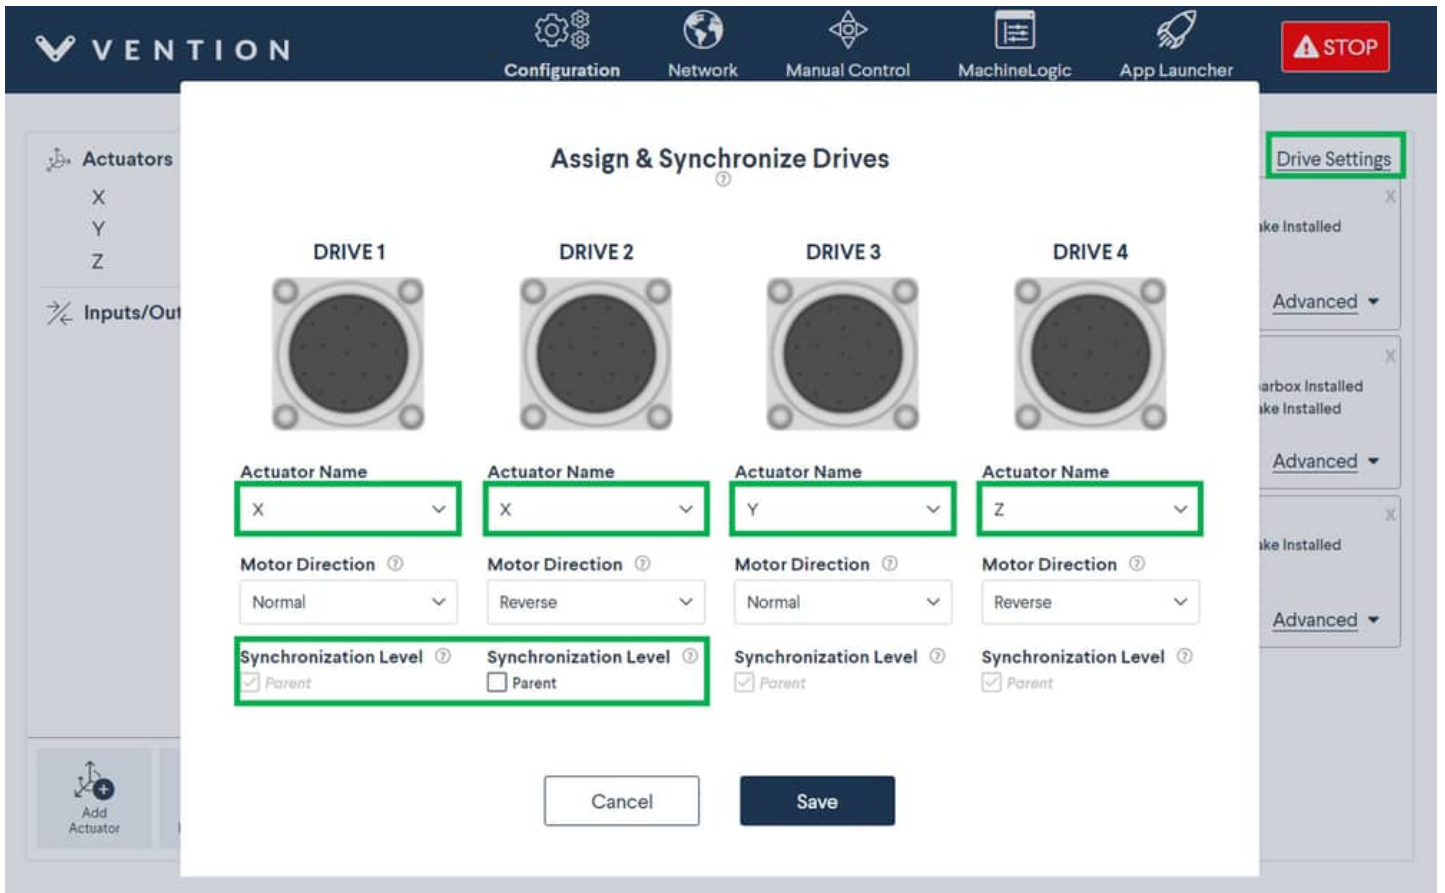 VENTION
Configuration
Network
Manual Control
MachineLogic
App Launcher
STOP
Actuators
X
Y
Z
Inputs/Out
Add
Actuator
Assign & Synchronize Drives
?
DRIVE 1
DRIVE 2
DRIVE 3
DRIVE 4
Actuator Name
Actuator Name
Actuator Name
Actuator Name
X
X
Y
Z
Motor Direction ?
Motor Direction ?
Motor Direction ?
Motor Direction ?
Normal
Reverse
Normal
Reverse
Synchronization Level ?
Synchronization Level ?
Synchronization Level ?
Synchronization Level ?
Parent
Parent
Parent
Parent
Cancel
Save
Drive Settings
X
ake Installed
Advanced
X
arbox Installed
ake Installed
Advanced
X
ake Installed
Advanced